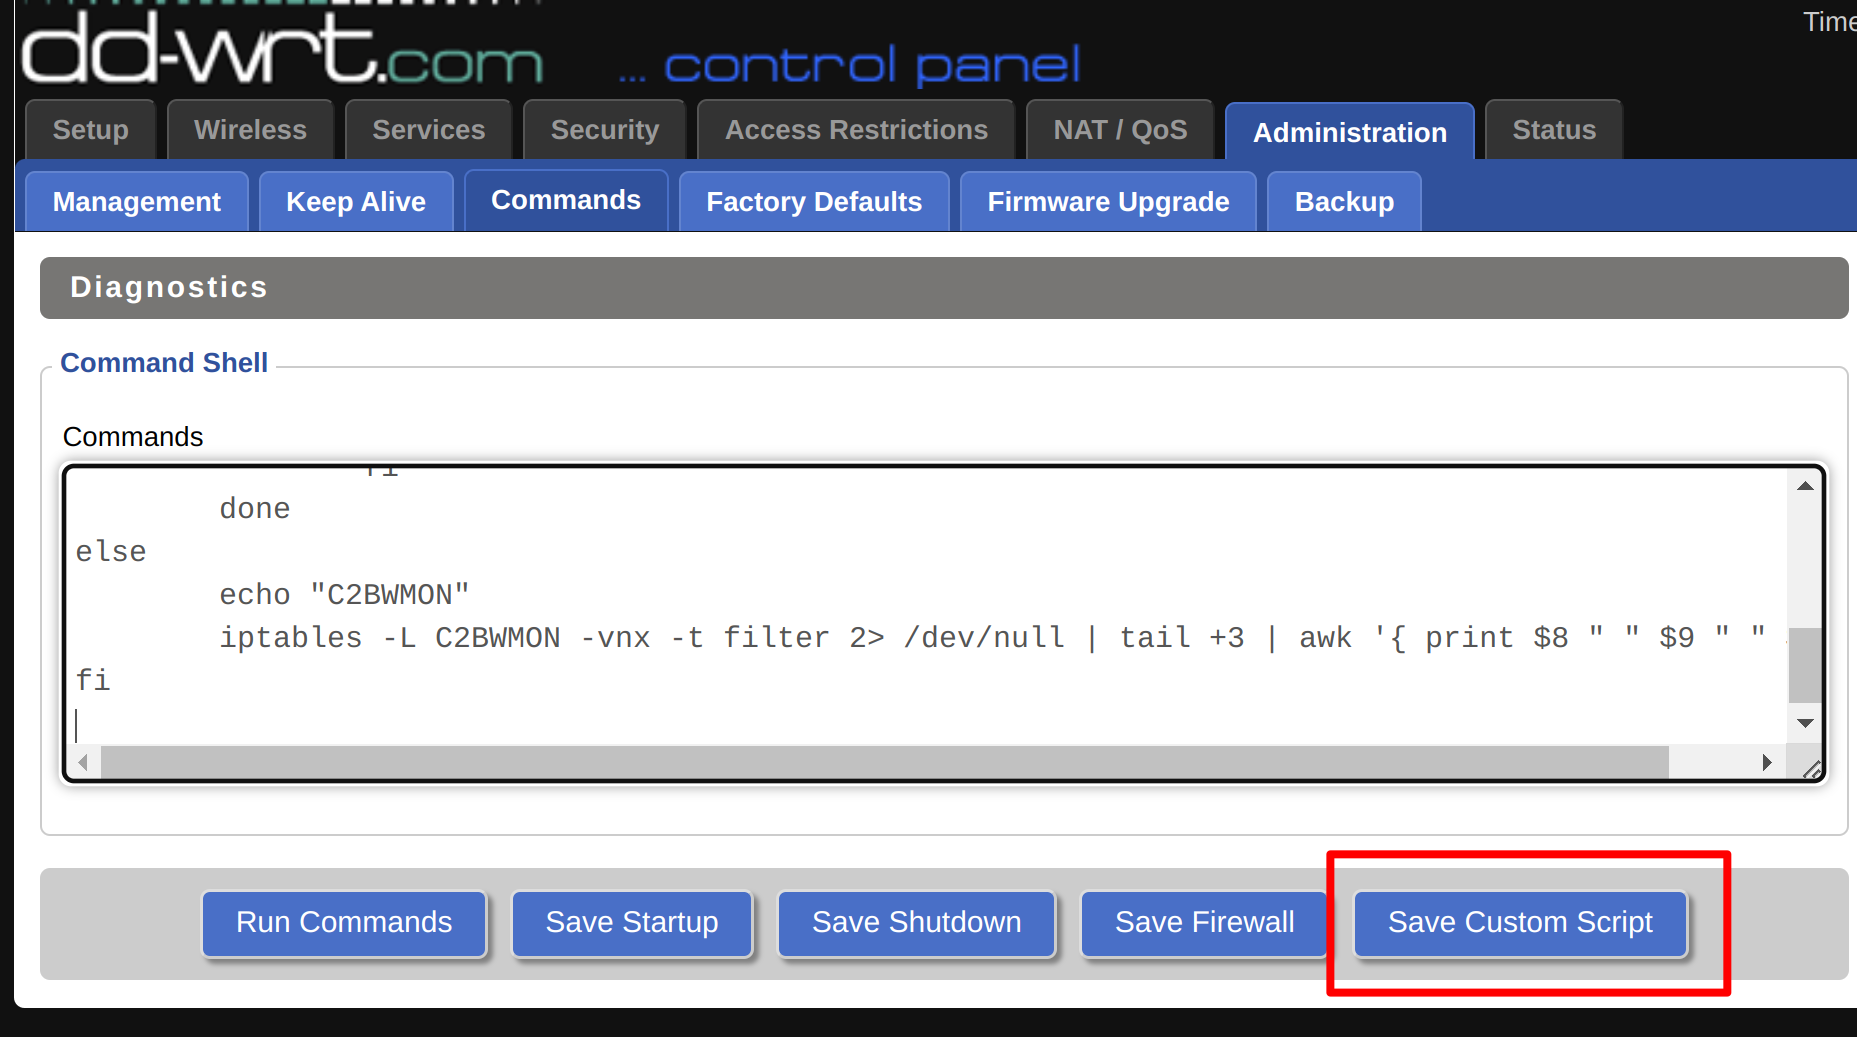 dd-wrt.com ... control panel
Time
Setup Wireless Services Security Access Restrictions NAT / QoS Administration Status
Management Keep Alive Commands Factory Defaults Firmware Upgrade Backup
Diagnostics
Command Shell
Commands
fi
done
else
echo "C2BWMON"
iptables -L C2BWMON -vnx -t filter 2> /dev/null | tail +3 | awk '{ print $8 " " $9 " "
fi
Run Commands Save Startup Save Shutdown Save Firewall Save Custom Script